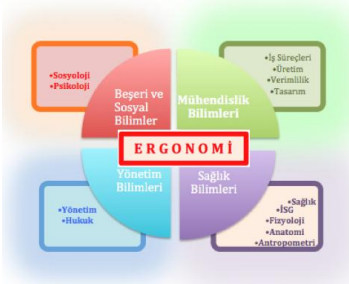 •Sosyoloji
•Psikoloji
•İş Süreçleri
•Üretim
•Verimlilik
•Tasarım
Beşeri ve
Sosyal
Bilimler
Mühendislik
Bilimleri
ERGONOMİ
Yönetim
Bilimleri
Sağlık
Bilimleri
•Yönetim
•Hukuk
•Sağlık
•İSG
•Fizyoloji
•Anatomi
•Antropometri